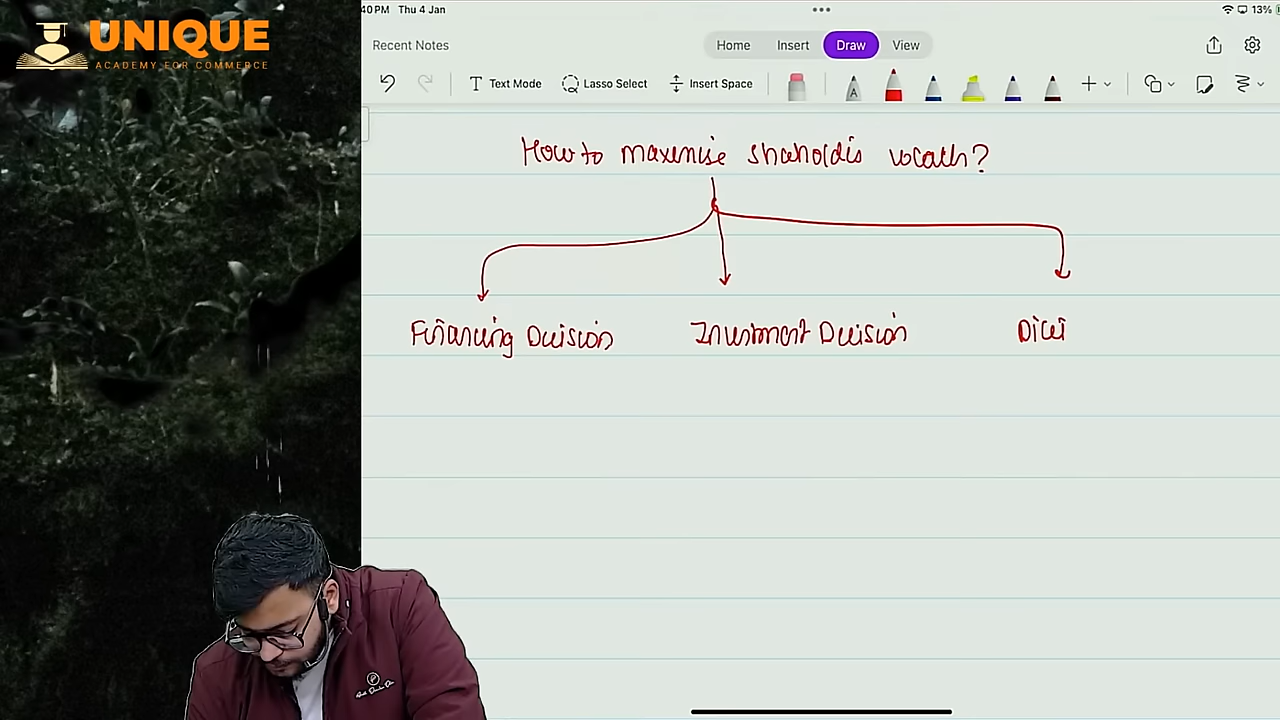 40 PM Thu 4 Jan
13%
UNIQUE
ACADEMY FOR COMMERCE
Recent Notes
Home Insert Draw View
Text Mode Lasso Select Insert Space
A
How to maximise shareholders wealth?
Financing Decision Investment Decision Divi